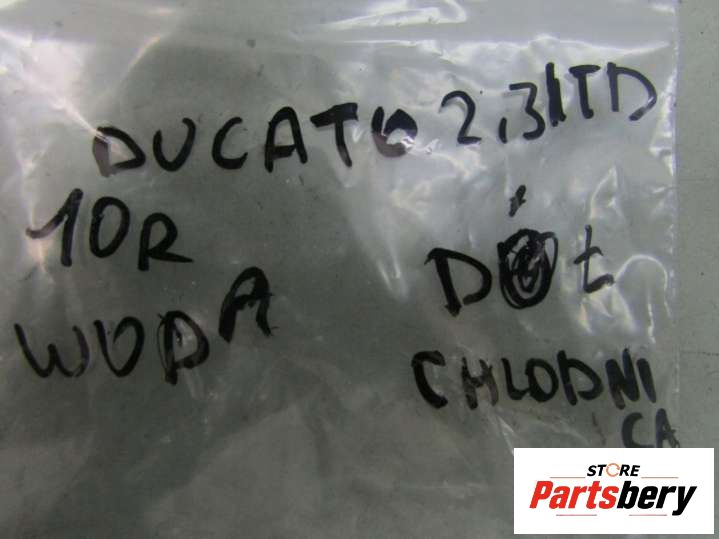 DUCATO 2,3JTD
10R
WODA
DÓŁ
CHLODNI
CA
STORE
Partsbery